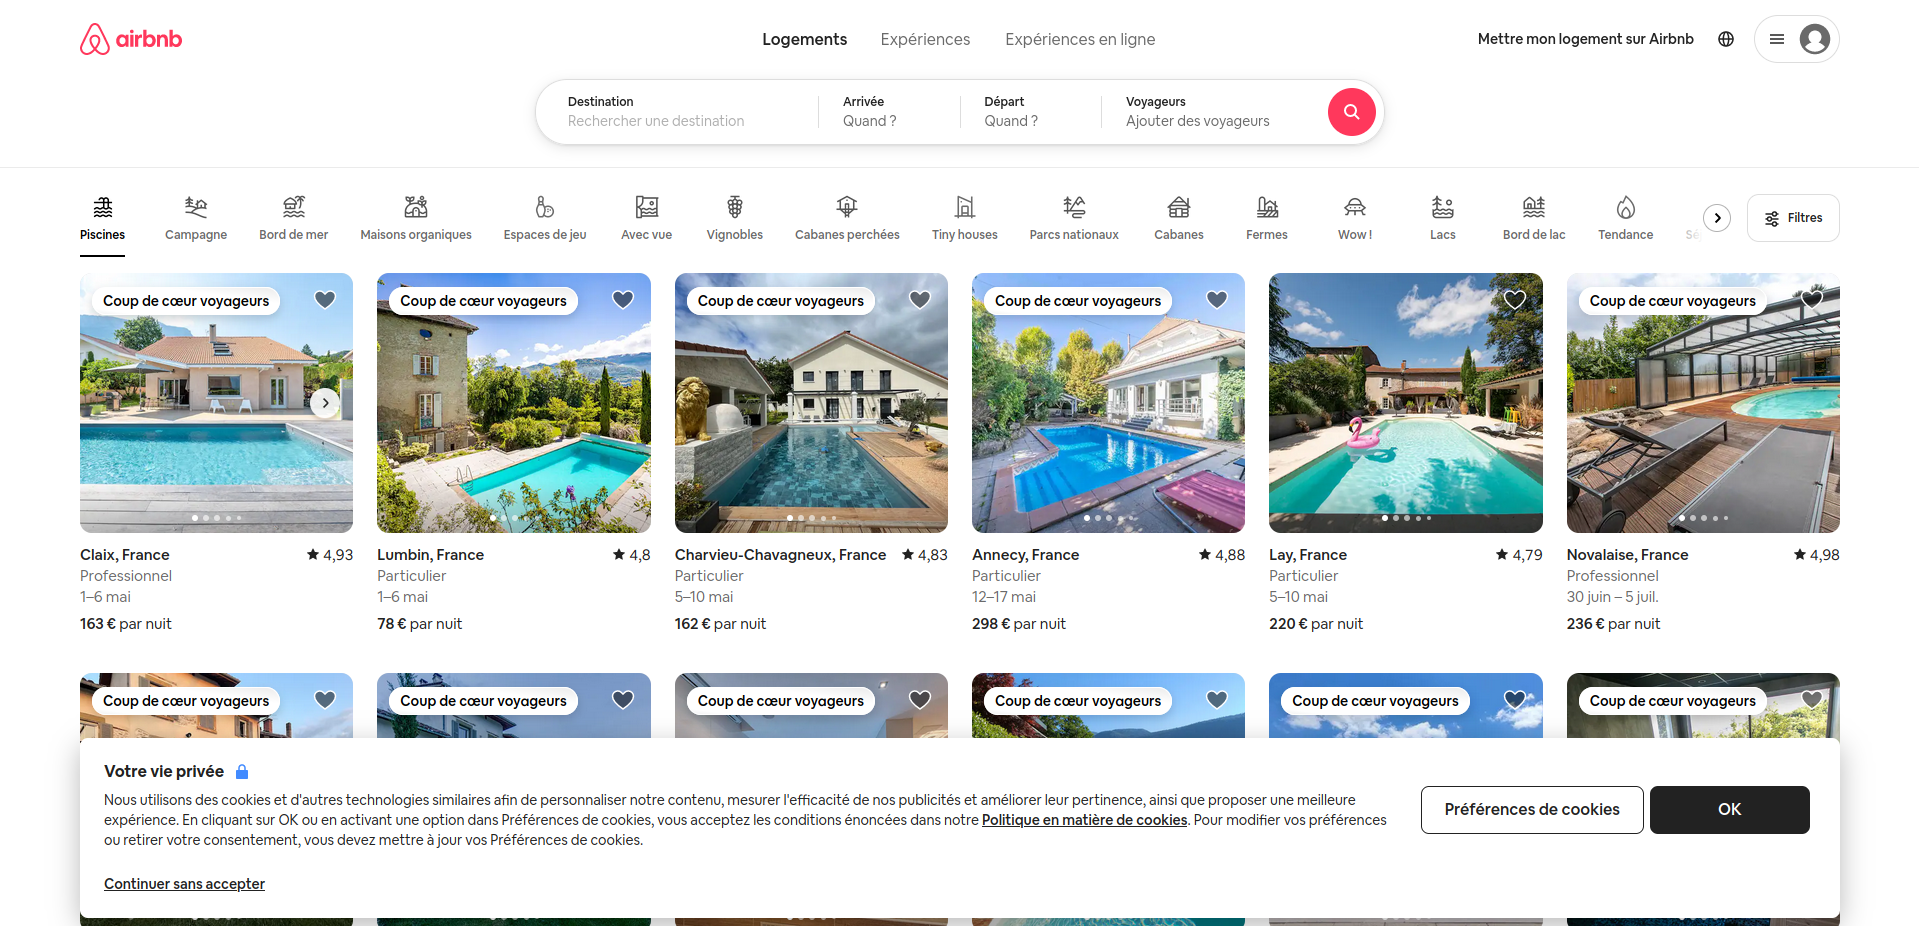 airbnb
Logements
Expériences
Expériences en ligne
Mettre mon logement sur Airbnb
Destination
Rechercher une destination
Arrivée
Quand ?
Départ
Quand ?
Voyageurs
Ajouter des voyageurs
Piscines
Campagne
Bord de mer
Maisons organiques
Espaces de jeu
Avec vue
Vignobles
Cabanes perchées
Tiny houses
Parcs nationaux
Cabanes
Fermes
Wow !
Lacs
Bord de lac
Tendance
Filtres
Coup de cœur voyageurs
Coup de cœur voyageurs
Coup de cœur voyageurs
Coup de cœur voyageurs
Coup de cœur voyageurs
Claix, France
4,93
Professionnel
1–6 mai
163 € par nuit
Lumbin, France
4,8
Particulier
1–6 mai
78 € par nuit
Charvieu-Chavagneux, France
4,83
Particulier
5–10 mai
162 € par nuit
Annecy, France
4,88
Particulier
12–17 mai
298 € par nuit
Lay, France
4,79
Particulier
5–10 mai
220 € par nuit
Novalaise, France
4,98
Professionnel
30 juin – 5 juil.
236 € par nuit
Coup de cœur voyageurs
Coup de cœur voyageurs
Coup de cœur voyageurs
Coup de cœur voyageurs
Coup de cœur voyageurs
Coup de cœur voyageurs
Votre vie privée
Nous utilisons des cookies et d'autres technologies similaires afin de personnaliser notre contenu, mesurer l'efficacité de nos publicités et améliorer leur pertinence, ainsi que proposer une meilleure
expérience. En cliquant sur OK ou en activant une option dans Préférences de cookies, vous acceptez les conditions énoncées dans notre Politique en matière de cookies. Pour modifier vos préférences
ou retirer votre consentement, vous devez mettre à jour vos Préférences de cookies.
Continuer sans accepter
Préférences de cookies
OK